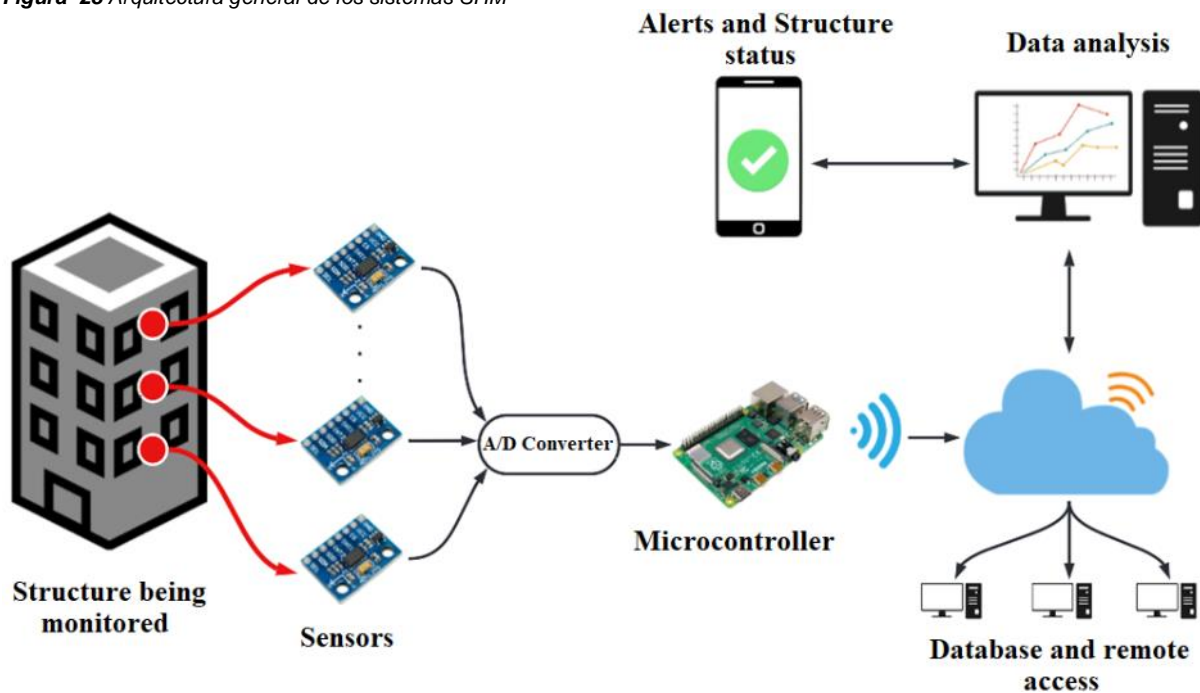 Figura 28 Arquitectura general de los sistemas SHM
Alerts and Structure
status
Data analysis
A/D Converter
Microcontroller
Structure being
monitored
Sensors
Database and remote
access